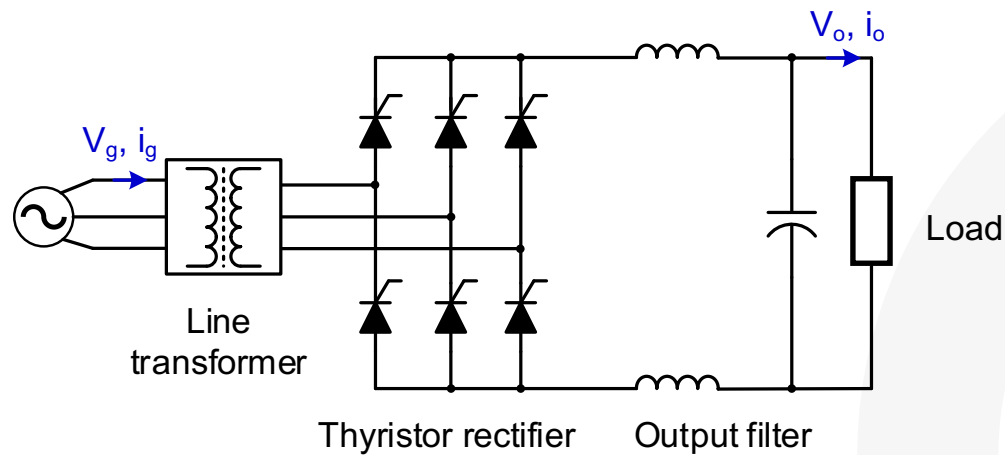 Vo, io
Vg, ig
Load
Line
transformer
Thyristor rectifier
Output filter